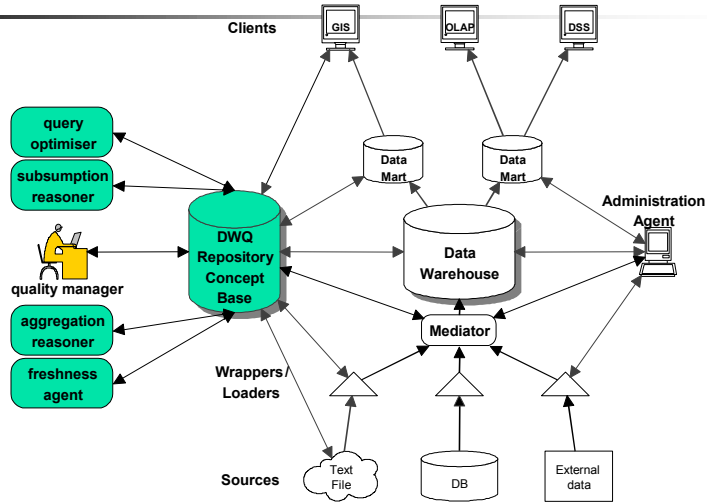 Clients
GIS
OLAP
DSS
query
optimiser
subsumption
reasoner
quality manager
aggregation
reasoner
freshness
agent
DWQ
Repository
Concept
Base
Data
Mart
Data
Mart
Administration
Agent
Data
Warehouse
Mediator
Wrappers/
Loaders
Sources
Text
File
DB
External
data